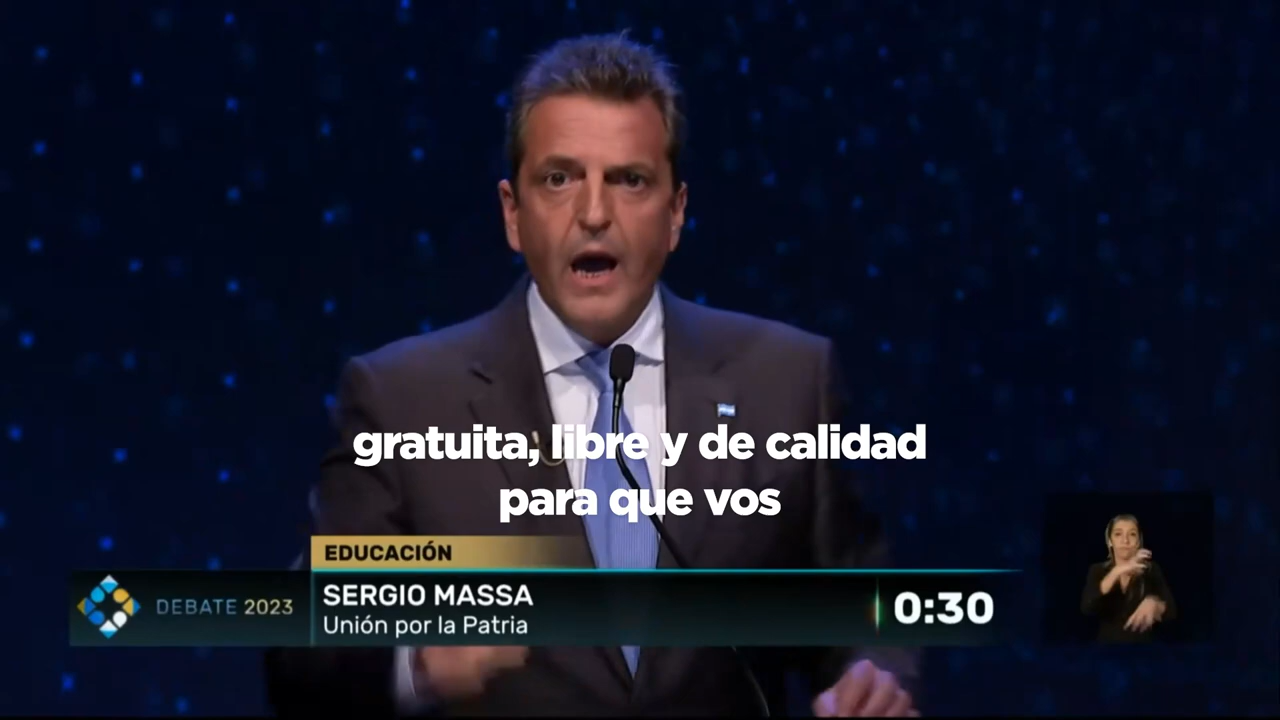 gratuita, libre y de calidad
para que vos
EDUCACIÓN
DEBATE 2023
SERGIO MASSA
Unión por la Patria
0:30